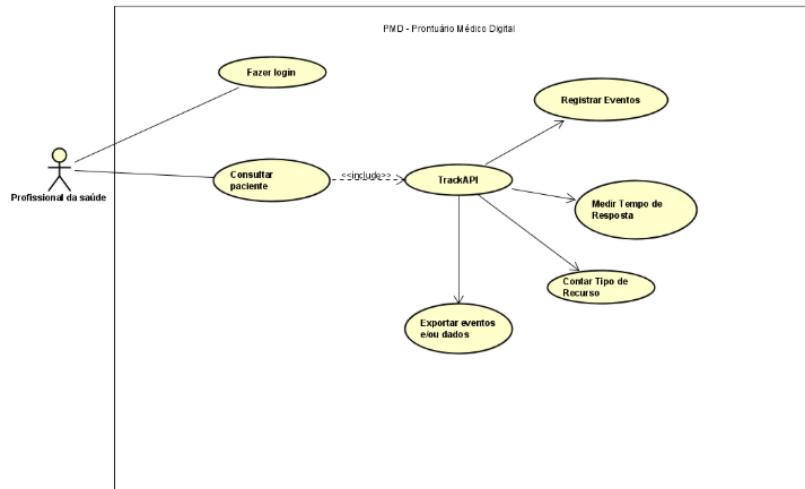 PMD - Prontuário Médico Digital
Fazer login
Registrar Eventos
Consultar
paciente
<<include>>
TrackAPI
Profissional da saúde
Medir Tempo de
Resposta
Contar Tipo de
Recurso
Exportar eventos
e/ou dados